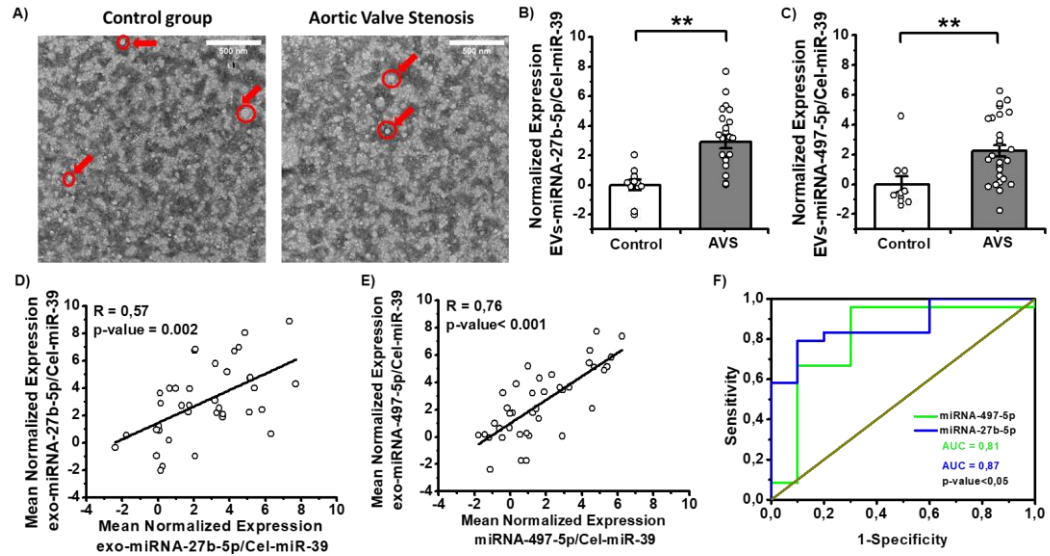 A)
Control group
Aortic Valve Stenosis
500 nm
500 nm
B)
**
Normalized Expression
EVs-miRNA-27b-5p/Cel-miR-39
10
8
6
4
2
0
-2
Control
AVS
C)
**
Normalized Expression
EVs-miRNA-497-5p/Cel-miR-39
10
8
6
4
2
0
-2
Control
AVS
D)
R = 0,57
p-value = 0.002
Mean Normalized Expression
exo-miRNA-27b-5p/Cel-miR-39
10
8
6
4
2
0
-2
-4
-4
-2
0
2
4
6
8
10
Mean Normalized Expression
exo-miRNA-27b-5p/Cel-miR-39
E)
R = 0,76
p-value< 0.001
Mean Normalized Expression
exo-miRNA-497-5p/Cel-miR-39
10
8
6
4
2
0
-2
-4
-4
-2
0
2
4
6
8
Mean Normalized Expression
miRNA-497-5p/Cel-miR-39
F)
Sensitivity
1,0
0,8
0,6
0,4
0,2
0,0
miRNA-497-5p
miRNA-27b-5p
AUC = 0,81
AUC = 0,87
p-value<0,05
0,0
0,2
0,4
0,6
0,8
1,0
1-Specificity